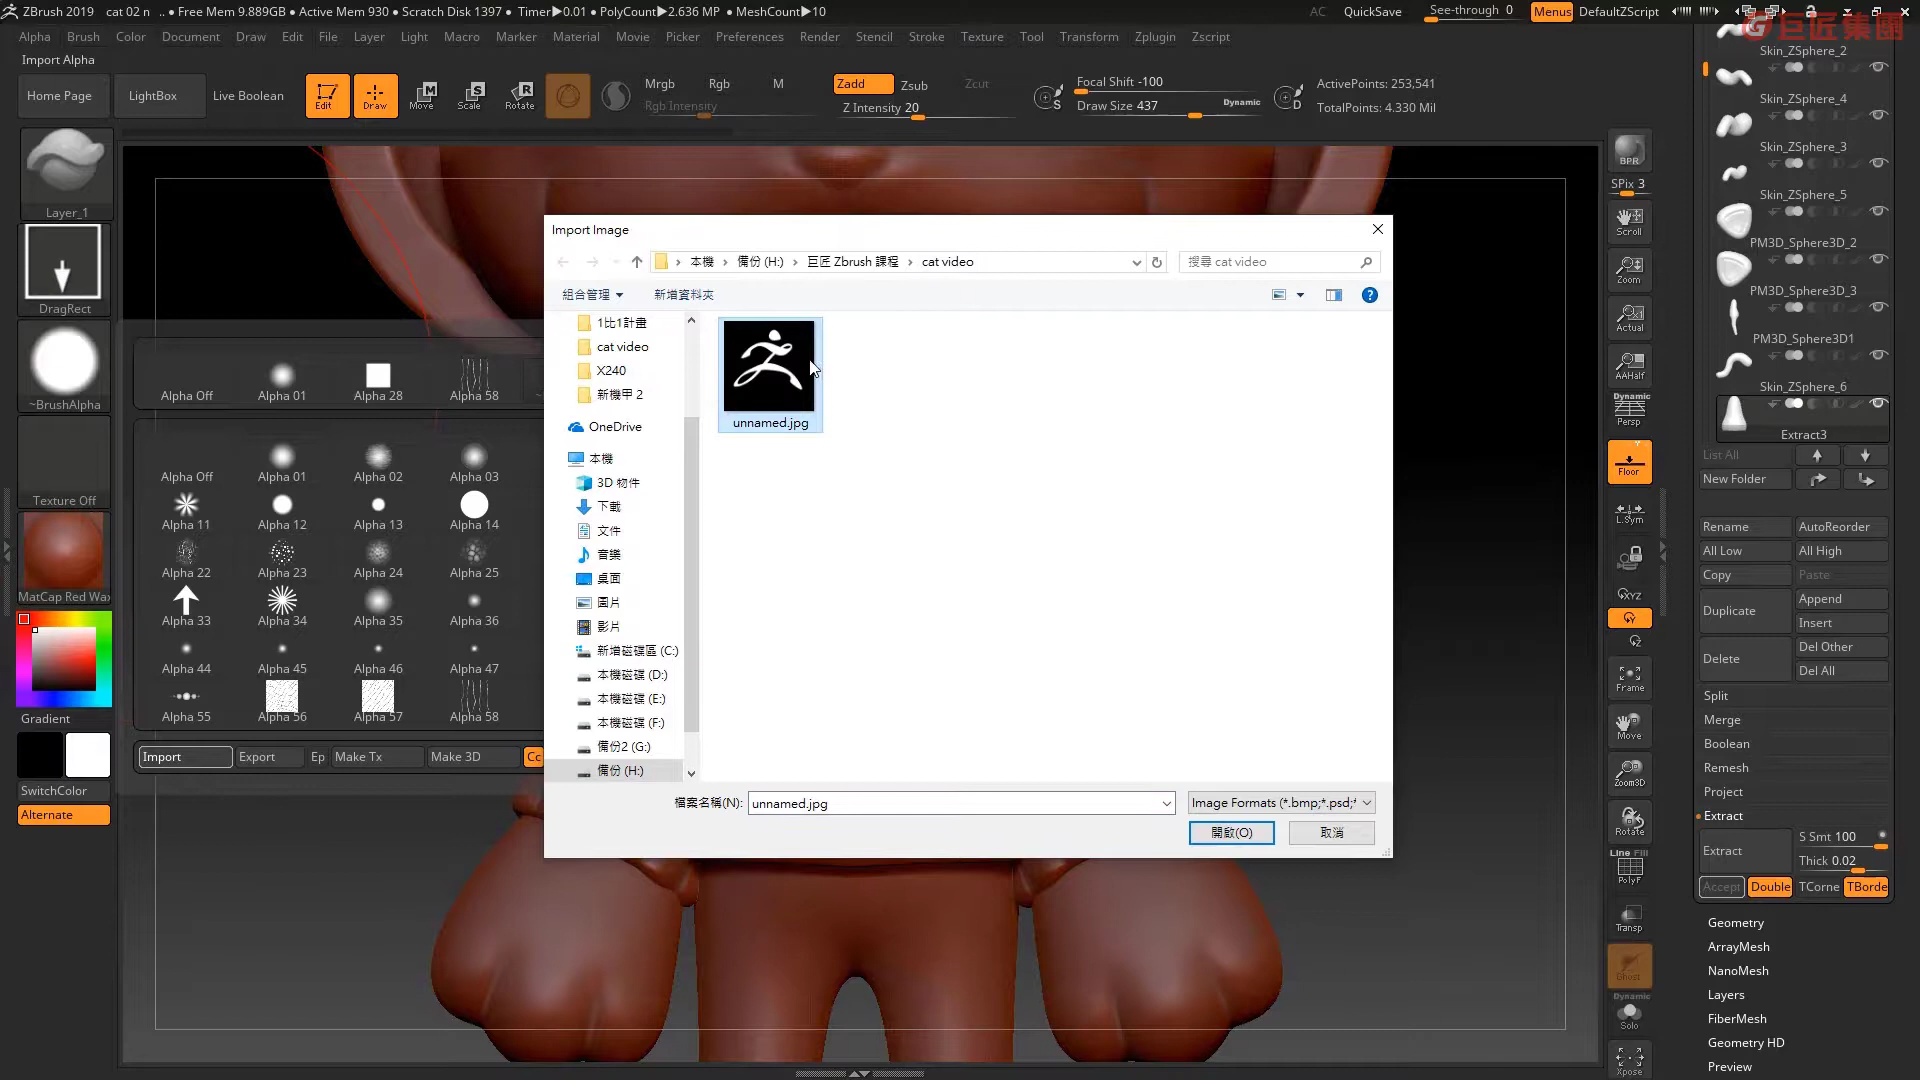 ZBrush 2019 cat 02 n .. • Free Mem 9.889GB • Active Mem 930 • Scratch Disk 1397 • Timer▶0.01 • PolyCount▶2.636 MP • MeshCount▶10 AC QuickSave See-through 0 Menus DefaultZScript
巨匠集團
Alpha Brush Color Document Draw Edit File Layer Light Macro Marker Material Movie Picker Preferences Render Stencil Stroke Texture Tool Transform Zplugin Zscript
Import Alpha
Home Page LightBox Live Boolean Edit Draw Move Scale Rotate
Mrgb Rgb M
Rgb Intensity
Zadd Zsub Zcut
Z Intensity 20
Focal Shift -100
Draw Size 437 Dynamic
S D
ActivePoints: 253,541
TotalPoints: 4.330 Mil
Layer_1
DragRect
~BrushAlpha
Texture Off
MatCap Red Wax
Gradient
SwitchColor
Alternate
Alpha Off Alpha 01 Alpha 28 Alpha 58
Alpha Off Alpha 01 Alpha 02 Alpha 03
Alpha 11 Alpha 12 Alpha 13 Alpha 14
Alpha 22 Alpha 23 Alpha 24 Alpha 25
Alpha 33 Alpha 34 Alpha 35 Alpha 36
Alpha 44 Alpha 45 Alpha 46 Alpha 47
Alpha 55 Alpha 56 Alpha 57 Alpha 58
Import Export Ep Make Tx Make 3D Cc
Import Image
本機 › 備份 (H:) › 巨匠 Zbrush 課程 › cat video
搜尋 cat video
組合管理 新增資料夾
1比1計畫
cat video
X240
新機甲 2
OneDrive
本機
3D 物件
下載
文件
音樂
桌面
圖片
影片
新增磁碟區 (C:)
本機磁碟 (D:)
本機磁碟 (E:)
本機磁碟 (F:)
備份2 (G:)
備份 (H:)
unnamed.jpg
檔案名稱(N): unnamed.jpg
Image Formats (*.bmp;*.psd;*
開啟(O) 取消
BPR
SPix 3
Scroll
Zoom
Actual
AAHalf
Dynamic
Persp
Floor
L.Sym
XYZ
Y
Z
Frame
Move
Zoom3D
Rotate
Line Fill
PolyF
Transp
Ghost
Dynamic
Solo
Xpose
Skin_ZSphere_2
Skin_ZSphere_4
Skin_ZSphere_3
Skin_ZSphere_5
PM3D_Sphere3D_2
PM3D_Sphere3D_3
PM3D_Sphere3D1
Skin_ZSphere_6
Extract3
List All
New Folder
Rename AutoReorder
All Low All High
Copy Paste
Duplicate Append
Insert
Delete Del Other
Del All
Split
Merge
Boolean
Remesh
Project
Extract
Extract S Smt 100
Thick 0.02
Accept Double TCorne TBorde
Geometry
ArrayMesh
NanoMesh
Layers
FiberMesh
Geometry HD
Preview